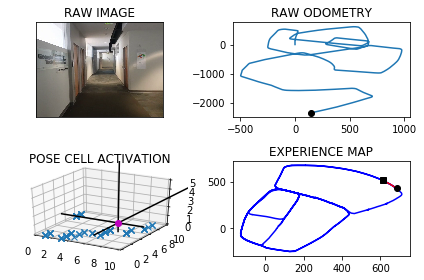 RAW IMAGE
RAW ODOMETRY
0
−1000
−2000
−500 0 500 1000
POSE CELL ACTIVATION
0 2 4 6 8 10
0 2 4 6 8 10
0 1 2 3 4 5
EXPERIENCE MAP
500
0
0 200 400 600